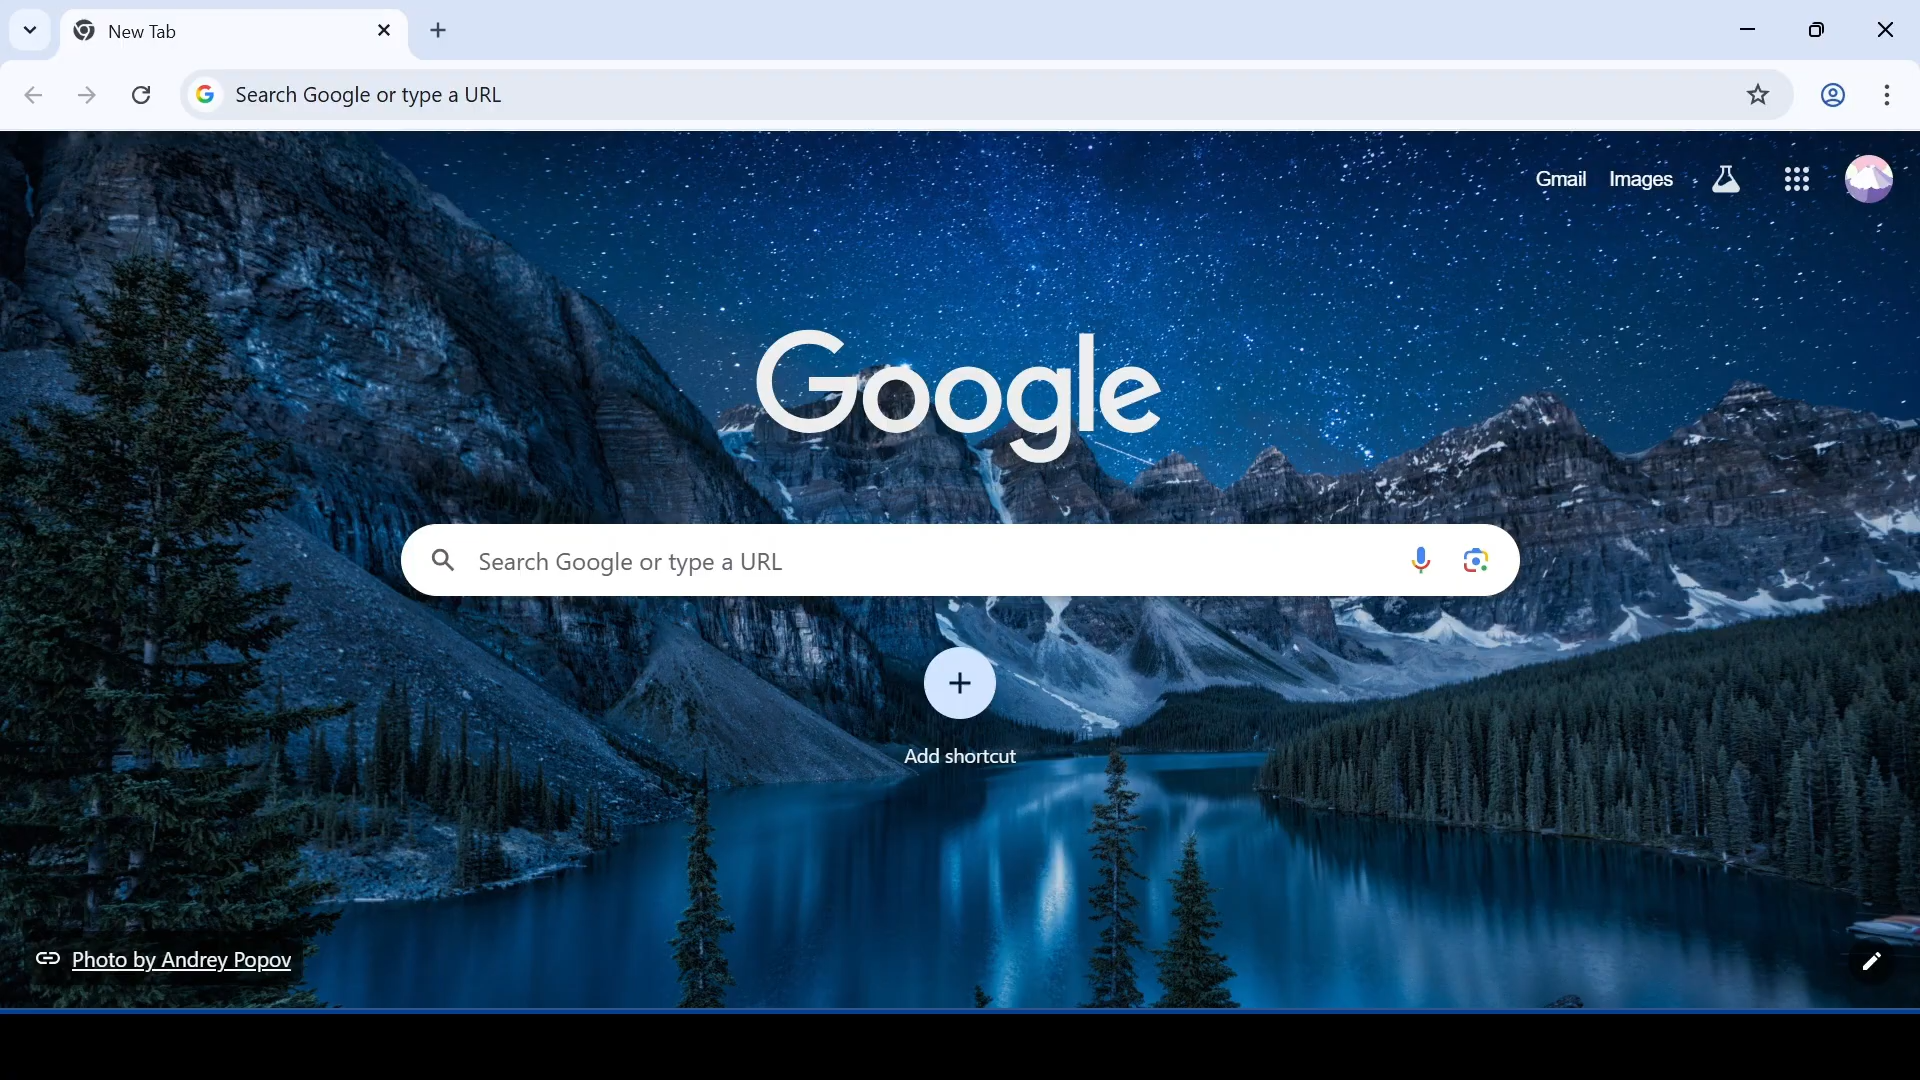 New Tab
Search Google or type a URL
Gmail Images
Google
Search Google or type a URL
Add shortcut
Photo by Andrey Popov